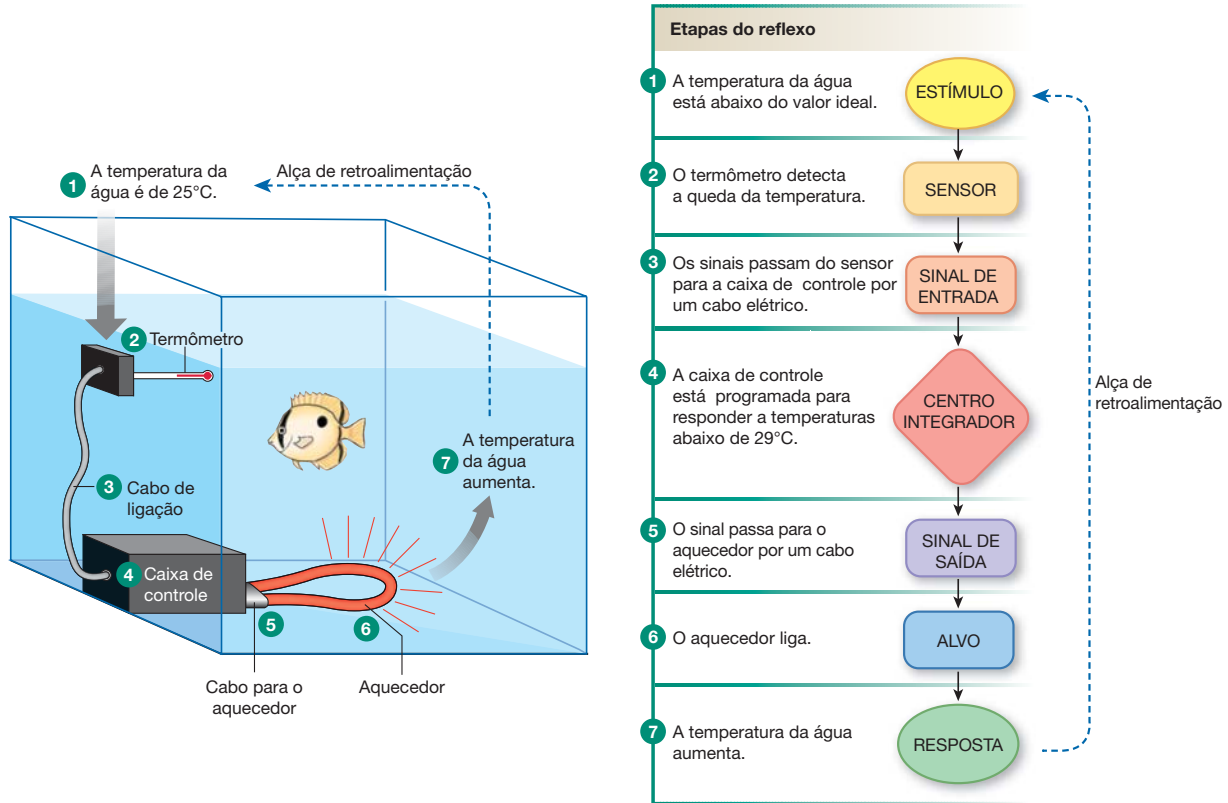 1
A temperatura da
água é de 25°C.
Alça de retroalimentação
2 Termômetro
3 Cabo de
ligação
4 Caixa de
controle
5
6
Cabo para o
aquecedor
Aquecedor
7
A temperatura
da água
aumenta.
Etapas do reflexo
1 A temperatura da água
está abaixo do valor ideal.
ESTÍMULO
2 O termômetro detecta
a queda da temperatura.
SENSOR
3 Os sinais passam do sensor
para a caixa de controle por
um cabo elétrico.
SINAL DE
ENTRADA
4 A caixa de controle
está programada para
responder a temperaturas
abaixo de 29°C.
CENTRO
INTEGRADOR
5 O sinal passa para o
aquecedor por um cabo
elétrico.
SINAL DE
SAÍDA
6 O aquecedor liga.
ALVO
7 A temperatura da água
aumenta.
RESPOSTA
Alça de
retroalimentação